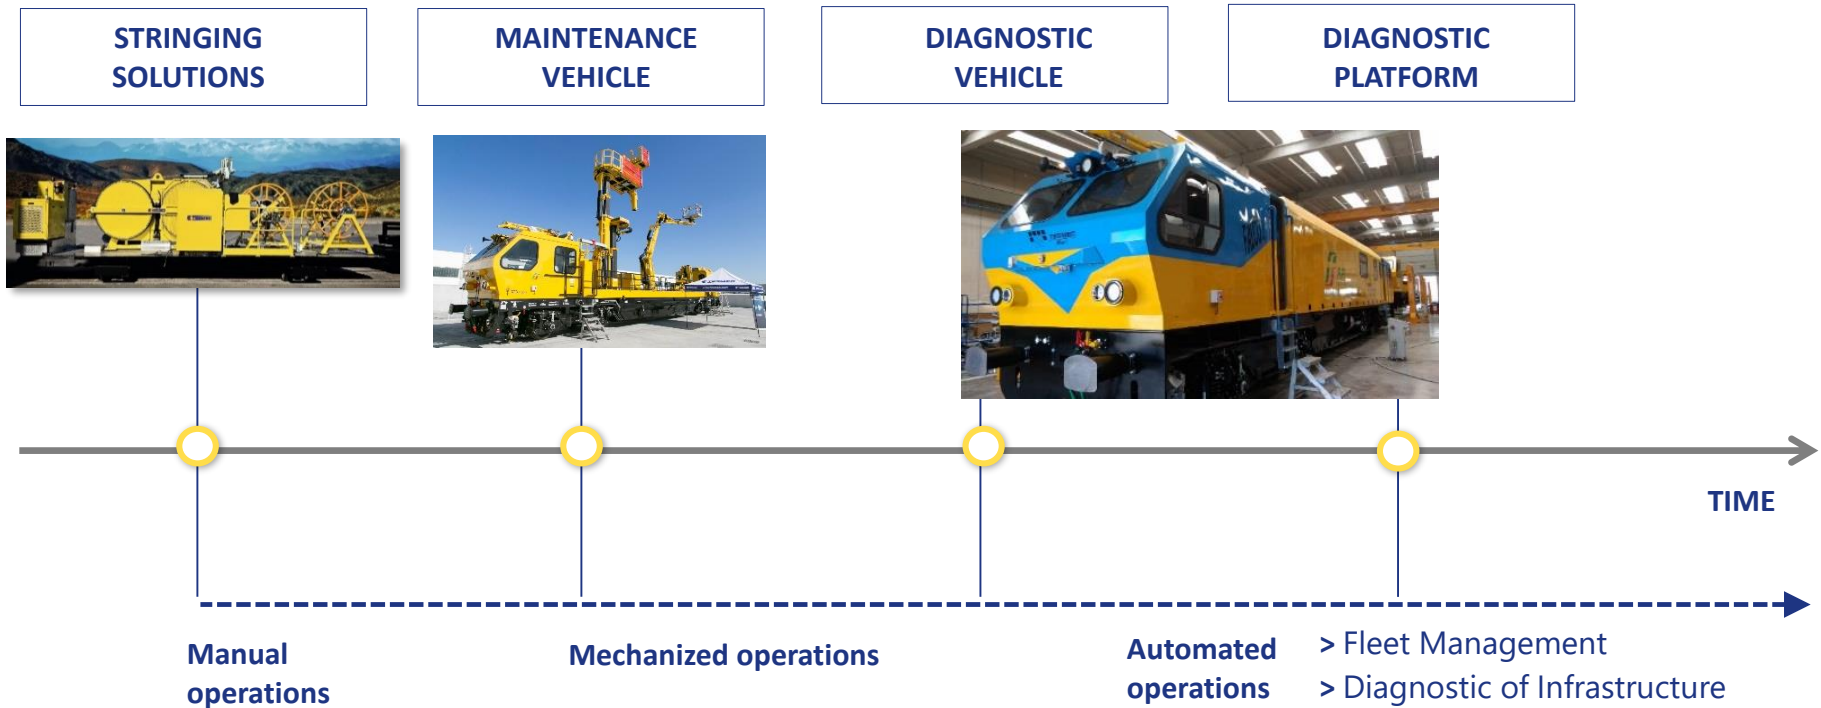 STRINGING
SOLUTIONS
MAINTENANCE
VEHICLE
DIAGNOSTIC
VEHICLE
DIAGNOSTIC
PLATFORM
TIME
Manual
operations
Mechanized operations
Automated
operations
> Fleet Management
> Diagnostic of Infrastructure